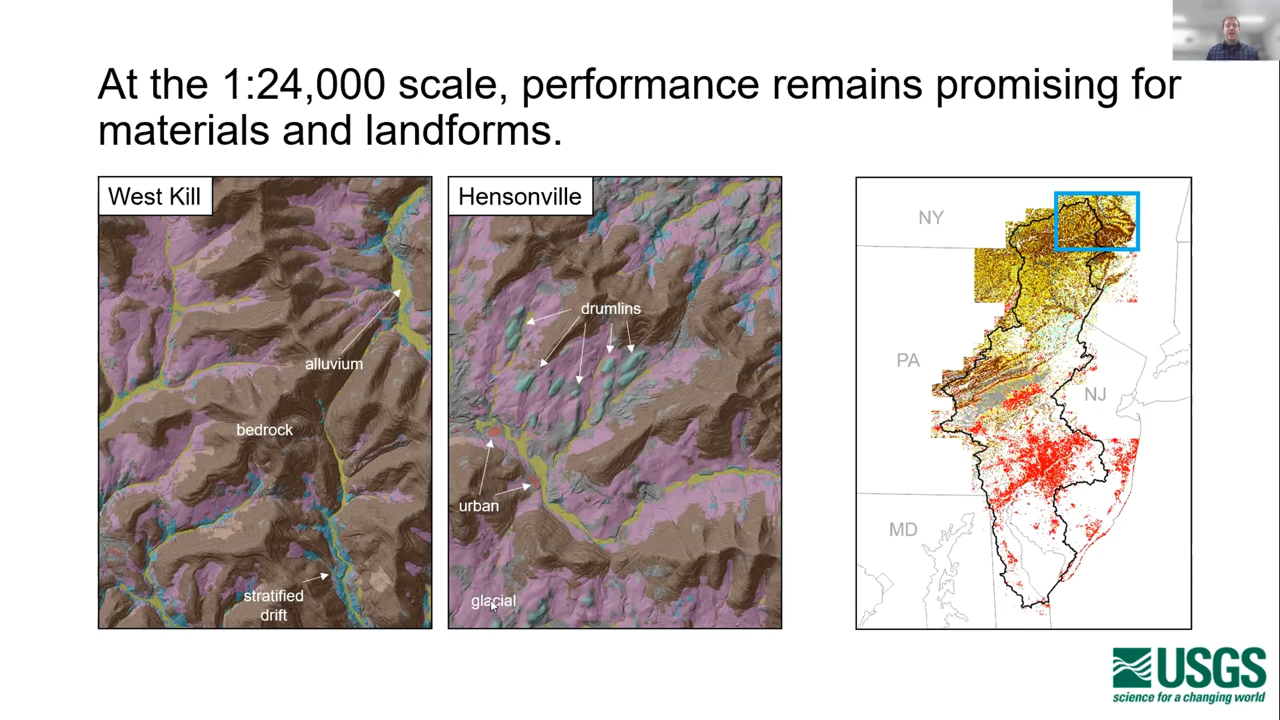 At the 1:24,000 scale, performance remains promising for
materials and landforms.
West Kill
alluvium
bedrock
stratified
drift
Hensonville
drumlins
urban
glacial
NY
PA
NJ
MD
USGS
science for a changing world